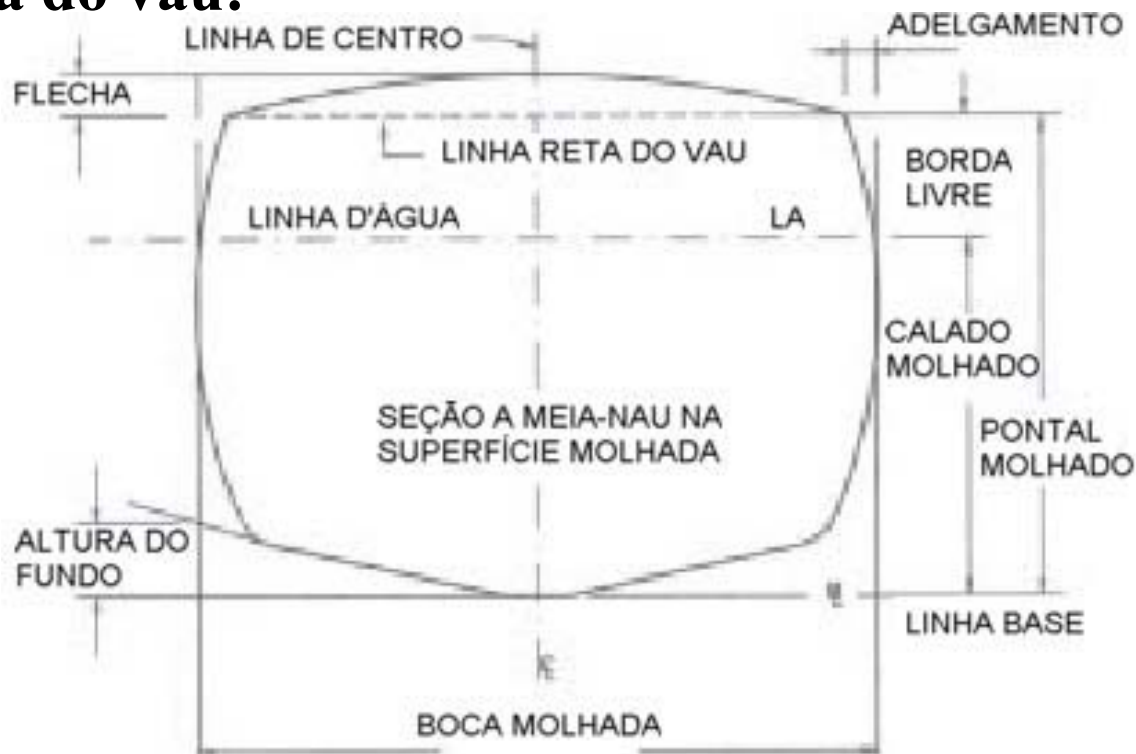 a do vau.
LINHA DE CENTRO
ADELGAMENTO
FLECHA
LINHA RETA DO VAU
BORDA
LIVRE
LINHA D'ÁGUA
LA
CALADO
MOLHADO
SEÇÃO A MEIA-NAU NA
SUPERFÍCIE MOLHADA
PONTAL
MOLHADO
ALTURA DO
FUNDO
LINHA BASE
BOCA MOLHADA